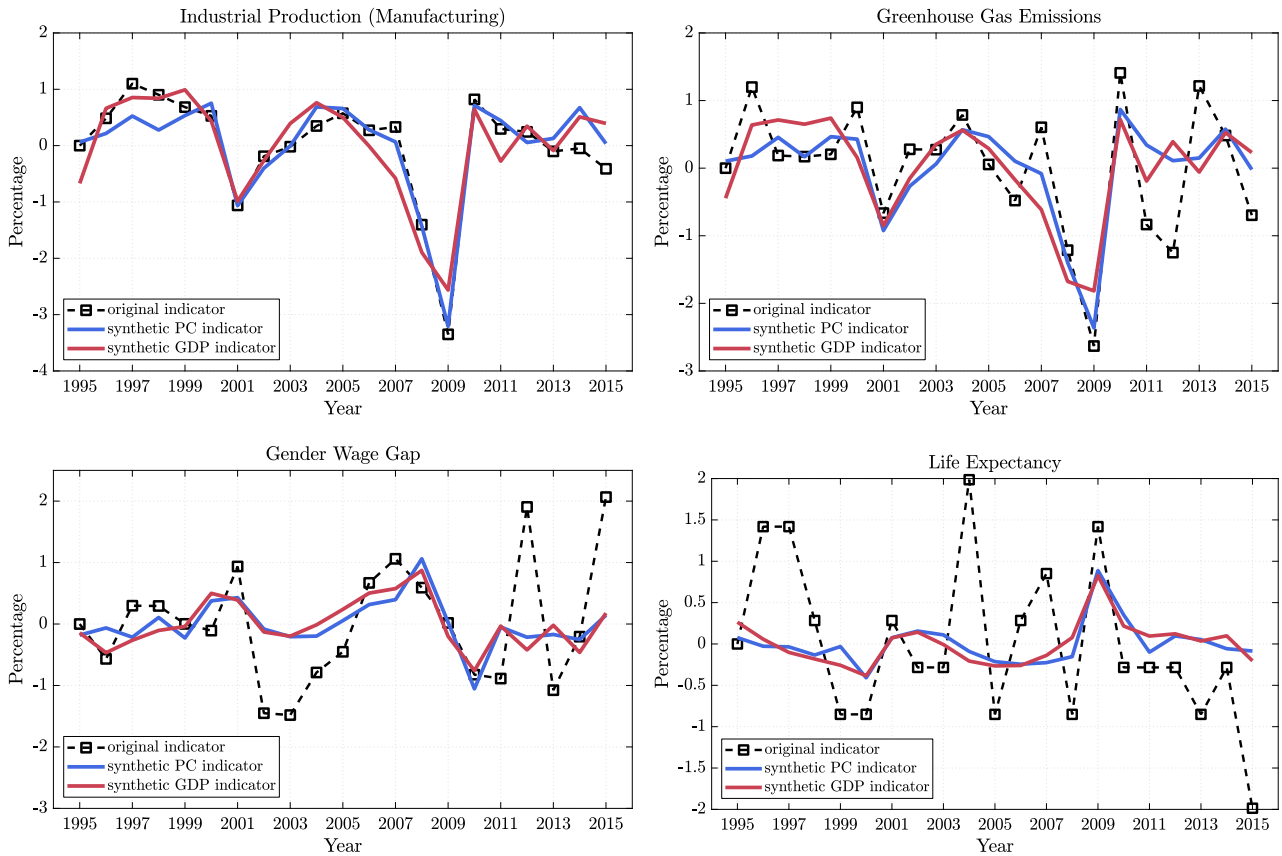 Industrial Production (Manufacturing)
Percentage
2
1
0
-1
-2
-3
-4
original indicator
synthetic PC indicator
synthetic GDP indicator
1995 1997 1999 2001 2003 2005 2007 2009 2011 2013 2015
Year
Greenhouse Gas Emissions
Percentage
2
1
0
-1
-2
-3
original indicator
synthetic PC indicator
synthetic GDP indicator
1995 1997 1999 2001 2003 2005 2007 2009 2011 2013 2015
Year
Gender Wage Gap
Percentage
2
1
0
-1
-2
-3
original indicator
synthetic PC indicator
synthetic GDP indicator
1995 1997 1999 2001 2003 2005 2007 2009 2011 2013 2015
Year
Life Expectancy
Percentage
2
1.5
1
0.5
0
-0.5
-1
-1.5
-2
original indicator
synthetic PC indicator
synthetic GDP indicator
1995 1997 1999 2001 2003 2005 2007 2009 2011 2013 2015
Year